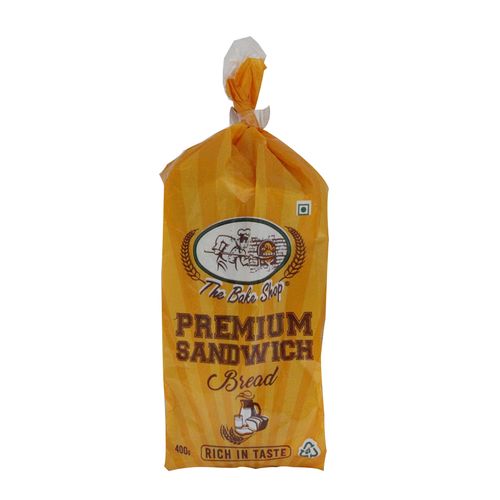 The Bake Shop®
PREMIUM
SANDWICH
Bread
400g
RICH IN TASTE